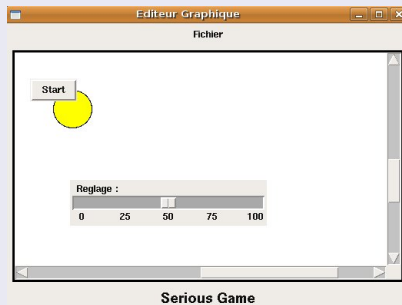 Editeur Graphique
Fichier
Start
Reglage :
0 25 50 75 100
Serious Game